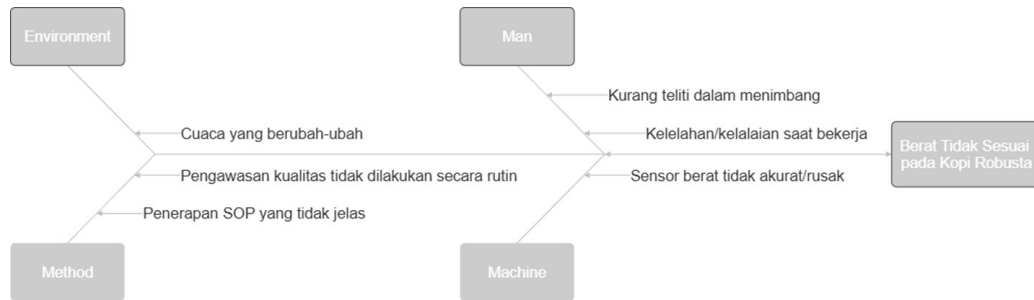 Environment
Man
Kurang teliti dalam menimbang
Cuaca yang berubah-ubah
Kelelahan/kelalaian saat bekerja
Berat Tidak Sesuai
pada Kopi Robusta
Pengawasan kualitas tidak dilakukan secara rutin
Sensor berat tidak akurat/rusak
Penerapan SOP yang tidak jelas
Method
Machine